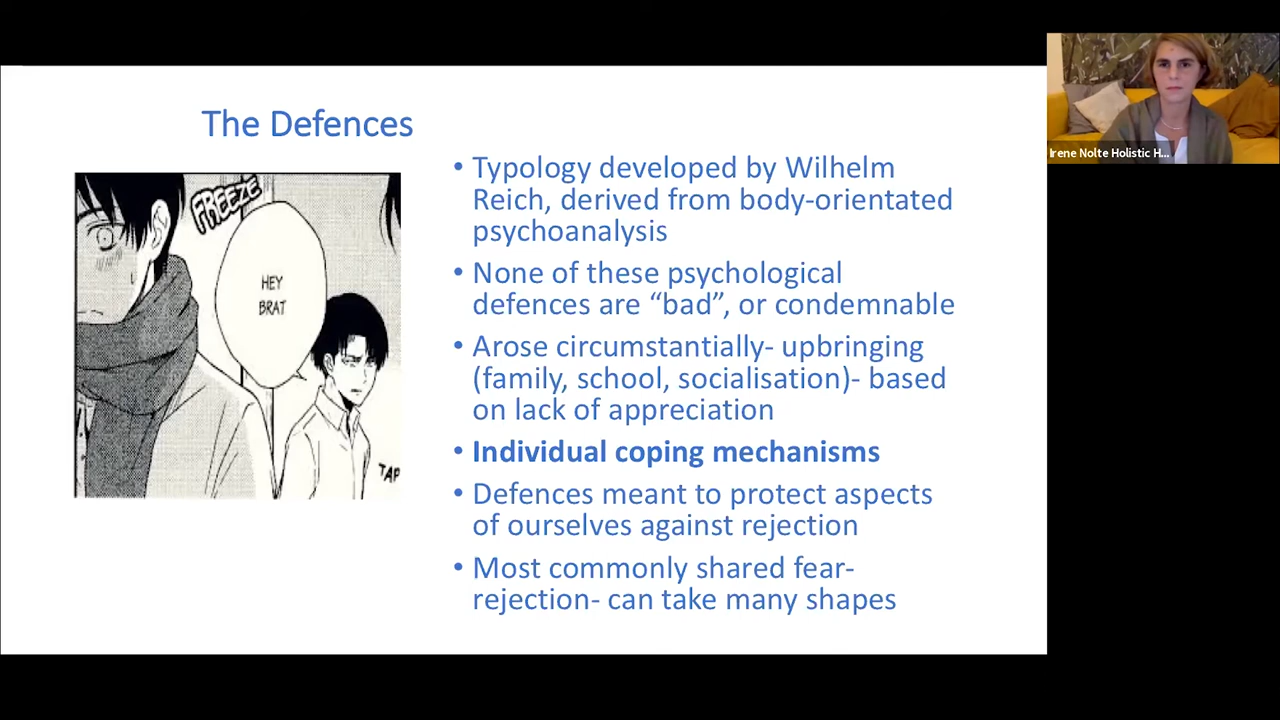 The Defences
FREEZE
HEY
BRAT
TAP
• Typology developed by Wilhelm
Reich, derived from body-orientated
psychoanalysis
• None of these psychological
defences are “bad”, or condemnable
• Arose circumstantially- upbringing
(family, school, socialisation)- based
on lack of appreciation
• Individual coping mechanisms
• Defences meant to protect aspects
of ourselves against rejection
• Most commonly shared fear-
rejection- can take many shapes
Irene Nolte Holistic H...